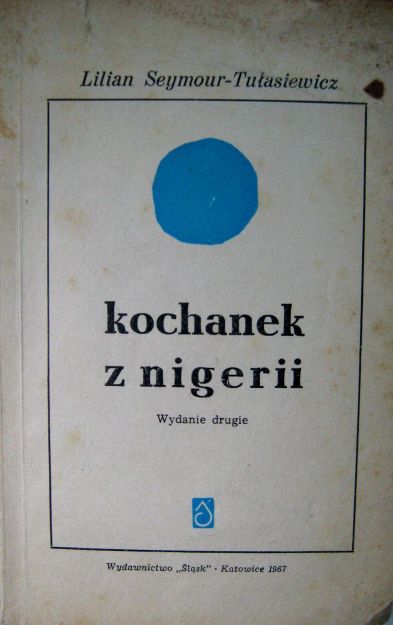 Lilian Seymour-Tułasiewicz
kochanek
z nigerii
Wydanie drugie
Wydawnictwo „Śląsk" · Katowice 1967